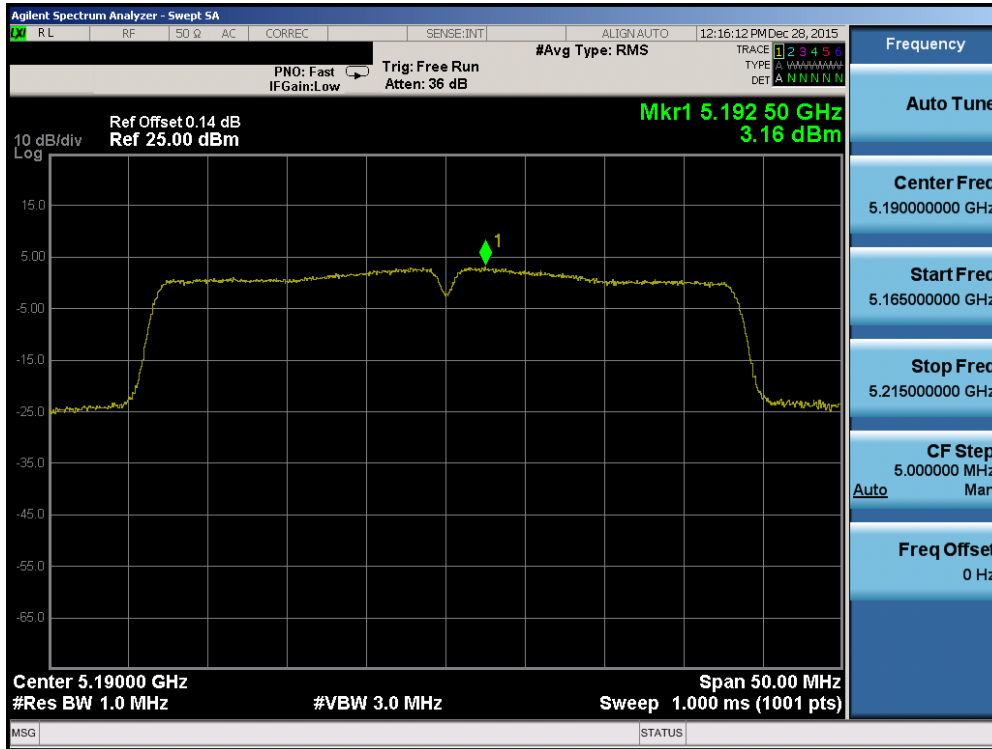 Agilent Spectrum Analyzer - Swept SA
LXI RL RF 50 Ω AC CORREC SENSE:INT ALIGN AUTO 12:16:12 PM Dec 28, 2015
#Avg Type: RMS TRACE 1 2 3 4 5 6
PNO: Fast Trig: Free Run TYPE A
IFGain:Low Atten: 36 dB DET A N N N N N
Mkr1 5.192 50 GHz
3.16 dBm
Ref Offset 0.14 dB
10 dB/div Ref 25.00 dBm
Log
15.0
1
5.00
-5.00
-15.0
-25.0
-35.0
-45.0
-55.0
-65.0
Center 5.19000 GHz Span 50.00 MHz
#Res BW 1.0 MHz #VBW 3.0 MHz Sweep 1.000 ms (1001 pts)
MSG STATUS
Frequency
Auto Tune
Center Freq
5.190000000 GHz
Start Freq
5.165000000 GHz
Stop Freq
5.215000000 GHz
CF Step
5.000000 MHz
Auto Man
Freq Offset
0 Hz